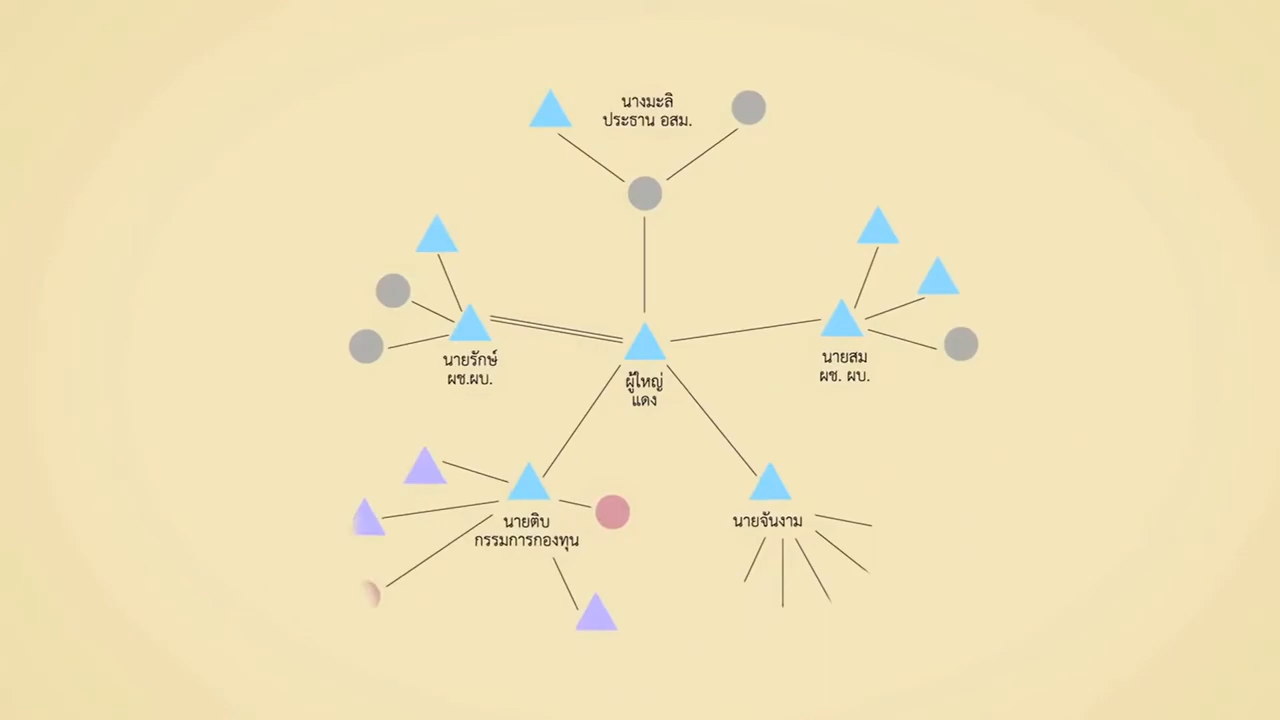 นางมะลิ
ประธาน อสม.
นายรักษ์
ผช.ผบ.
ผู้ใหญ่
แดง
นายสม
ผช. ผบ.
นายติบ
กรรมการกองทุน
นายจันงาม